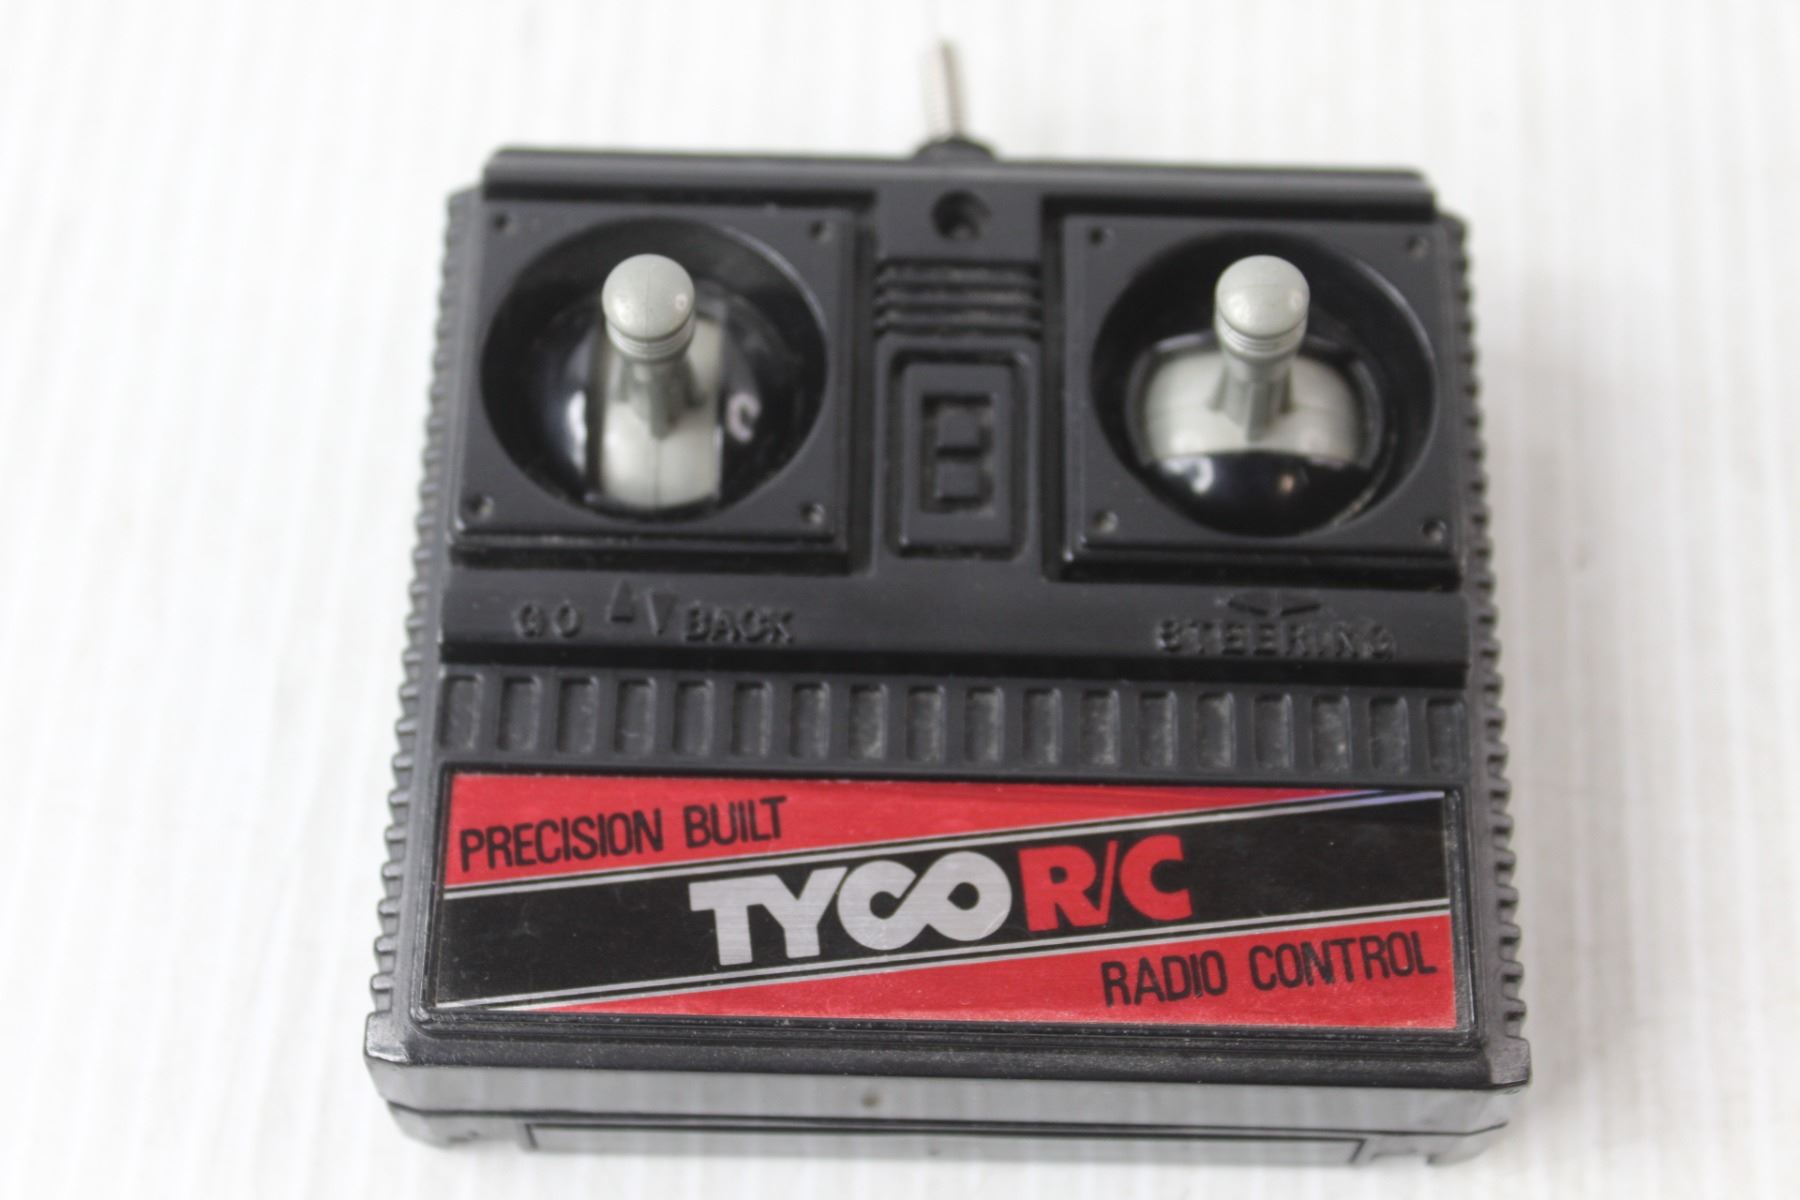 GO BACK
STEERING
PRECISION BUILT
TYCO R/C
RADIO CONTROL